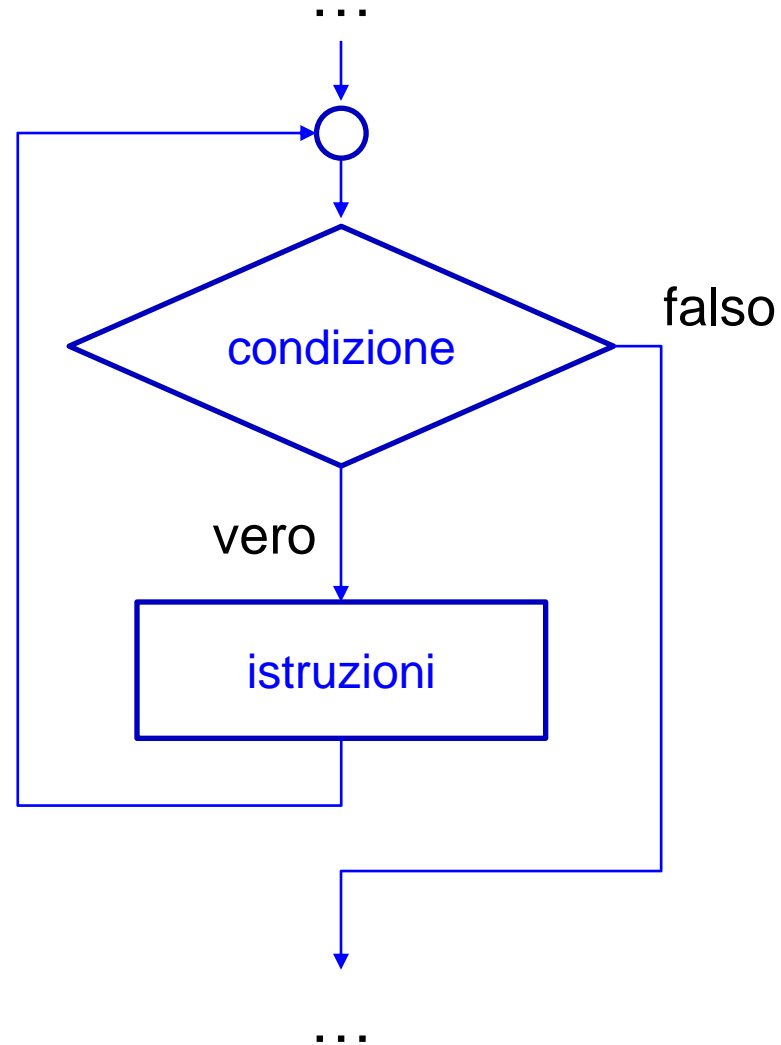 ...
falso
condizione
vero
istruzioni
...